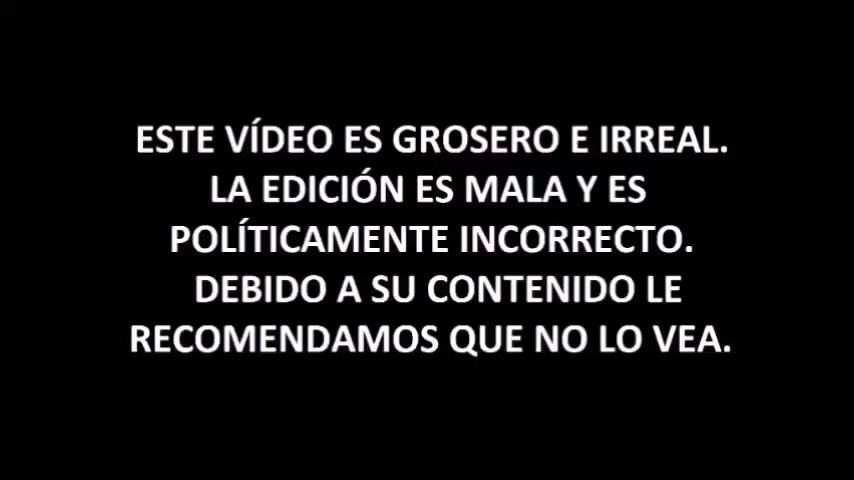 ESTE VÍDEO ES GROSERO E IRREAL.
LA EDICIÓN ES MALA Y ES
POLÍTICAMENTE INCORRECTO.
DEBIDO A SU CONTENIDO LE
RECOMENDAMOS QUE NO LO VEA.